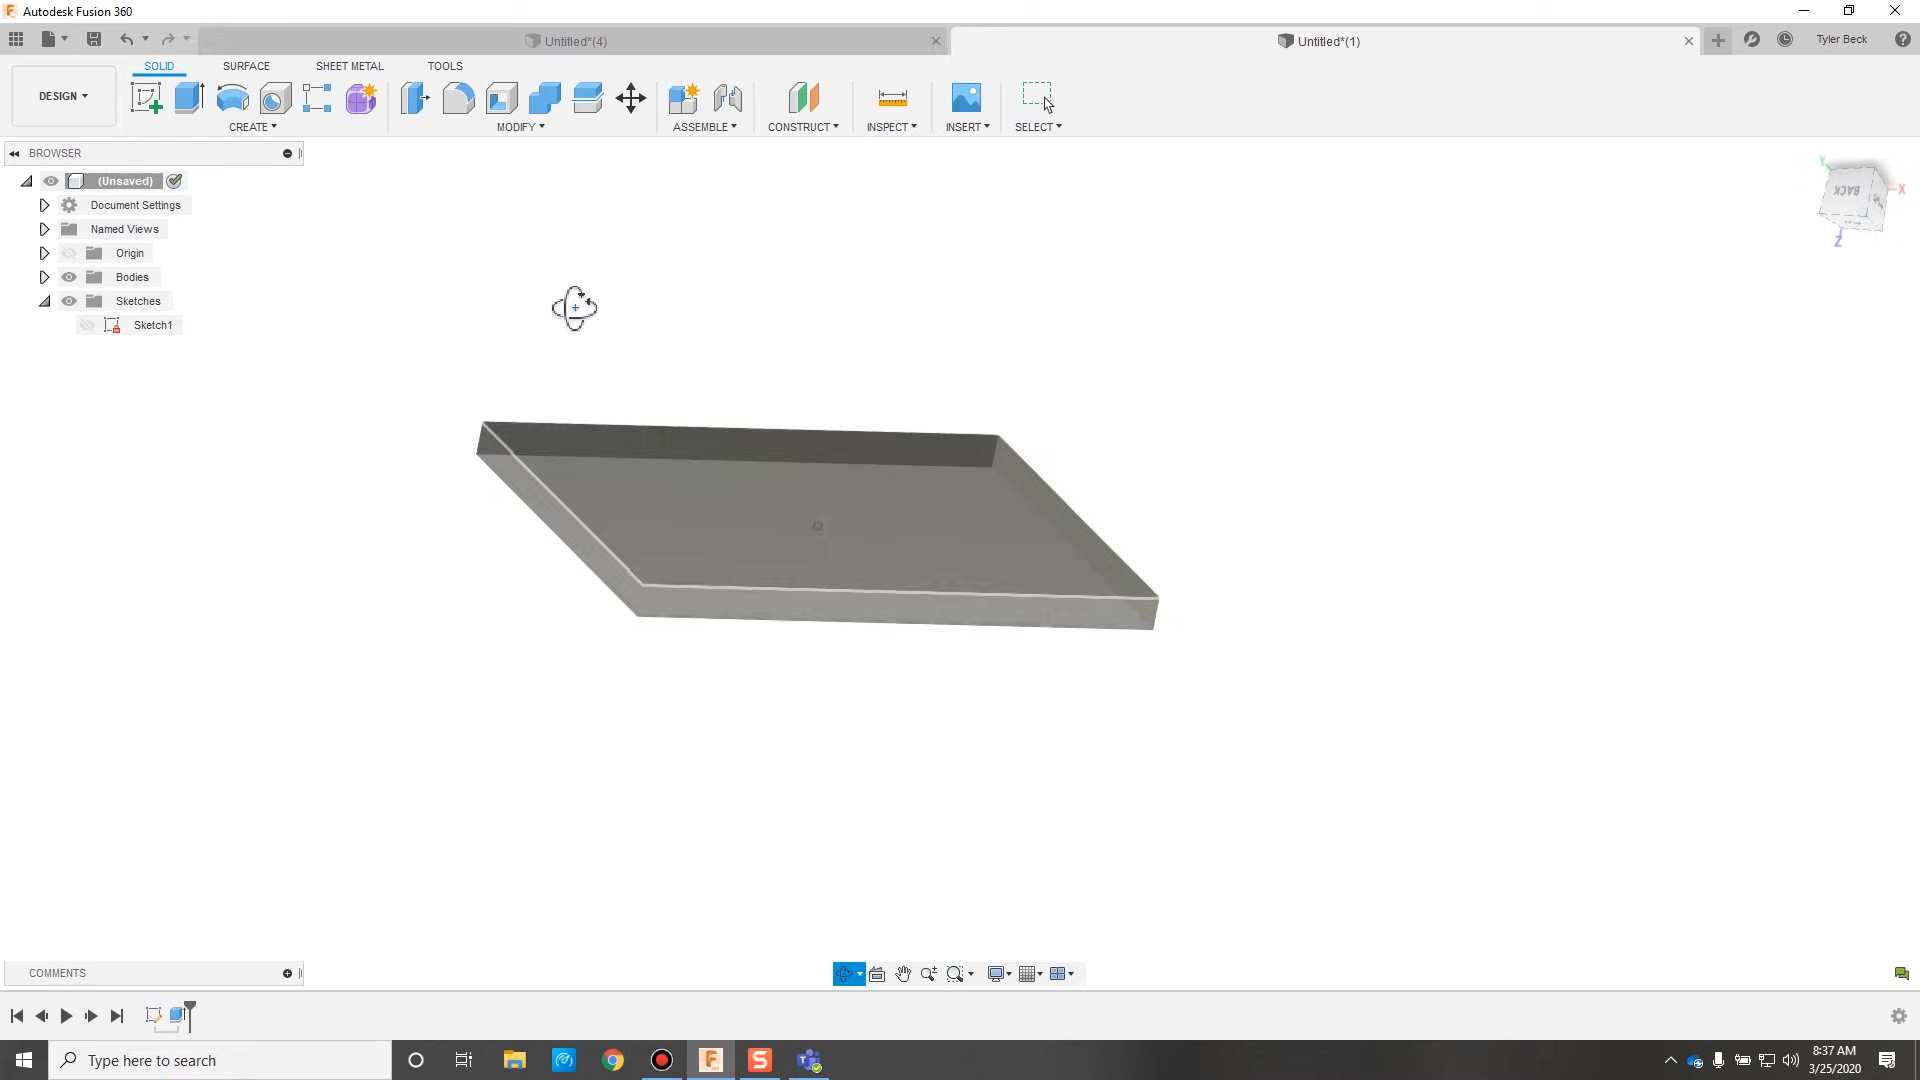 Autodesk Fusion 360
Untitled*(4)
Untitled*(1)
Tyler Beck
DESIGN
SOLID
SURFACE
SHEET METAL
TOOLS
CREATE
MODIFY
ASSEMBLE
CONSTRUCT
INSPECT
INSERT
SELECT
BROWSER
(Unsaved)
Document Settings
Named Views
Origin
Bodies
Sketches
Sketch1
Y
BACK
X
Z
COMMENTS
Type here to search
8:37 AM
3/25/2020